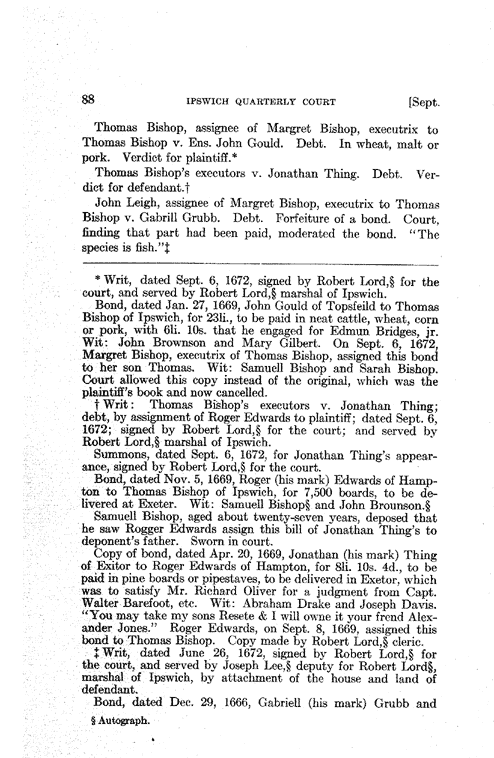 88 IPSWICH QUARTERLY COURT [Sept.
Thomas Bishop, assignee of Margret Bishop, executrix to
Thomas Bishop v. Ens. John Gould. Debt. In wheat, malt or
pork. Verdict for plaintiff.*
Thomas Bishop's executors v. Jonathan Thing. Debt. Ver-
dict for defendant.†
John Leigh, assignee of Margret Bishop, executrix to Thomas
Bishop v. Gabrill Grubb. Debt. Forfeiture of a bond. Court,
finding that part had been paid, moderated the bond. "The
species is fish."‡
* Writ, dated Sept. 6, 1672, signed by Robert Lord,§ for the
court, and served by Robert Lord,§ marshal of Ipswich.
Bond, dated Jan. 27, 1669, John Gould of Topsfeild to Thomas
Bishop of Ipswich, for 23li., to be paid in neat cattle, wheat, corn
or pork, with 6li. 10s. that he engaged for Edmun Bridges, jr.
Wit: John Brownson and Mary Gilbert. On Sept. 6, 1672,
Margret Bishop, executrix of Thomas Bishop, assigned this bond
to her son Thomas. Wit: Samuell Bishop and Sarah Bishop.
Court allowed this copy instead of the original, which was the
plaintiff's book and now cancelled.
† Writ: Thomas Bishop's executors v. Jonathan Thing;
debt, by assignment of Roger Edwards to plaintiff; dated Sept. 6,
1672; signed by Robert Lord,§ for the court; and served by
Robert Lord,§ marshal of Ipswich.
Summons, dated Sept. 6, 1672, for Jonathan Thing's appear-
ance, signed by Robert Lord,§ for the court.
Bond, dated Nov. 5, 1669, Roger (his mark) Edwards of Hamp-
ton to Thomas Bishop of Ipswich, for 7,500 boards, to be de-
livered at Exeter. Wit: Samuell Bishop§ and John Brounson.§
Samuell Bishop, aged about twenty-seven years, deposed that
he saw Rogger Edwards assign this bill of Jonathan Thing's to
deponent's father. Sworn in court.
Copy of bond, dated Apr. 20, 1669, Jonathan (his mark) Thing
of Exitor to Roger Edwards of Hampton, for 8li. 10s. 4d., to be
paid in pine boards or pipestaves, to be delivered in Exetor, which
was to satisfy Mr. Richard Oliver for a judgment from Capt.
Walter Barefoot, etc. Wit: Abraham Drake and Joseph Davis.
"You may take my sons Resete & I will owne it your frend Alex-
ander Jones." Roger Edwards, on Sept. 8, 1669, assigned this
bond to Thomas Bishop. Copy made by Robert Lord,§ cleric.
‡ Writ, dated June 26, 1672, signed by Robert Lord,§ for
the court, and served by Joseph Lee,§ deputy for Robert Lord§,
marshal of Ipswich, by attachment of the house and land of
defendant.
Bond, dated Dec. 29, 1666, Gabriell (his mark) Grubb and
§ Autograph.